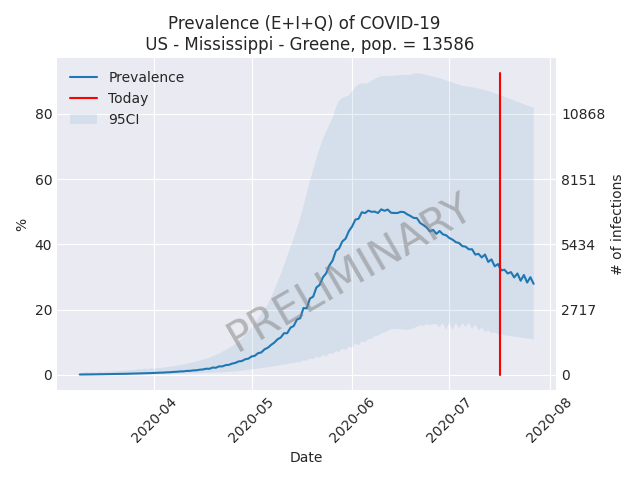 Prevalence (E+I+Q) of COVID-19
US - Mississippi - Greene, pop. = 13586
Prevalence
Today
95CI
80
60
40
20
0
%
10868
8151
5434
2717
0
# of infections
PRELIMINARY
2020-04
2020-05
2020-06
2020-07
2020-08
Date